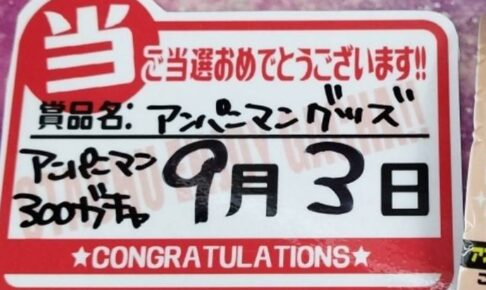 当
ご当選おめでとうございます!!
賞品名: アンパンマングッズ
アンパンマン
300ガチャ
9月3日
★CONGRATULATIONS★